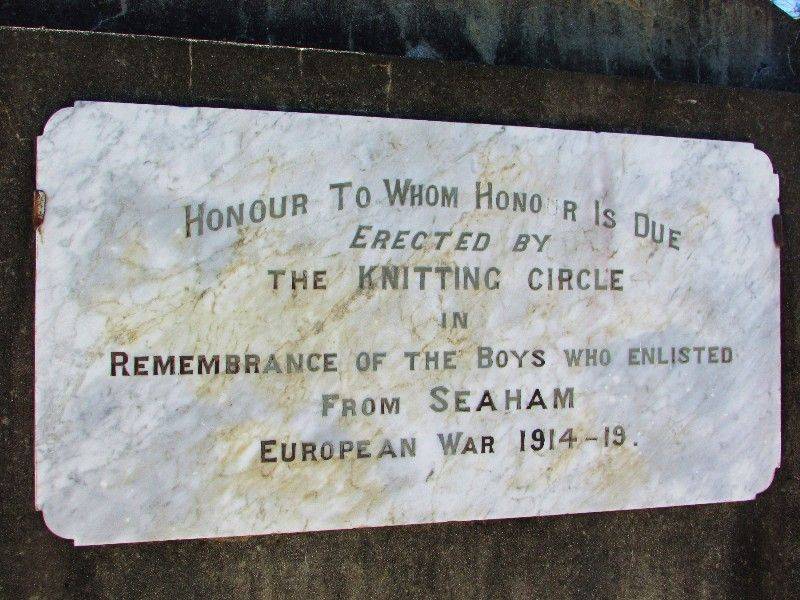 HONOUR TO WHOM HONOUR IS DUE
ERECTED BY
THE KNITTING CIRCLE
IN
REMEMBRANCE OF THE BOYS WHO ENLISTED
FROM SEAHAM
EUROPEAN WAR 1914-19.